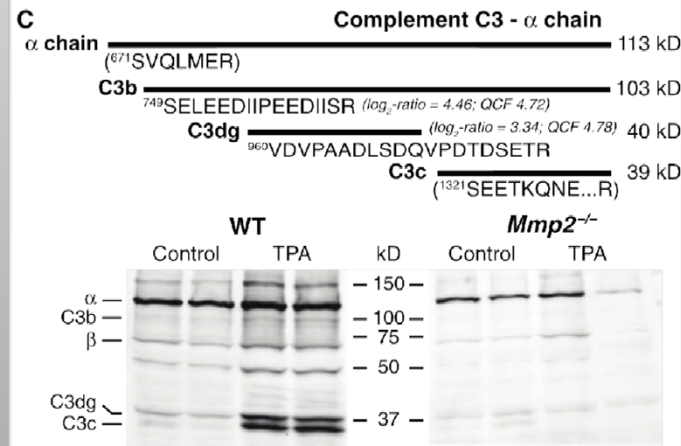 C
Complement C3 - α chain
α chain 113 kD
(⁶⁷¹SVQLMER)
C3b 103 kD
⁷⁴⁹SELEEDIIPEEDIISR (log₂-ratio = 4.46; QCF 4.72)
C3dg (log₂-ratio = 3.34; QCF 4.78) 40 kD
⁹⁶⁰VDVPAADLSDQVPDTDSETR
C3c 39 kD
(¹³²¹SEETKQNE...R)
WT Mmp2⁻/⁻
Control TPA kD Control TPA
α – 150 –
C3b – 100 –
β – 75 –
– 50 –
C3dg – 37 –
C3c